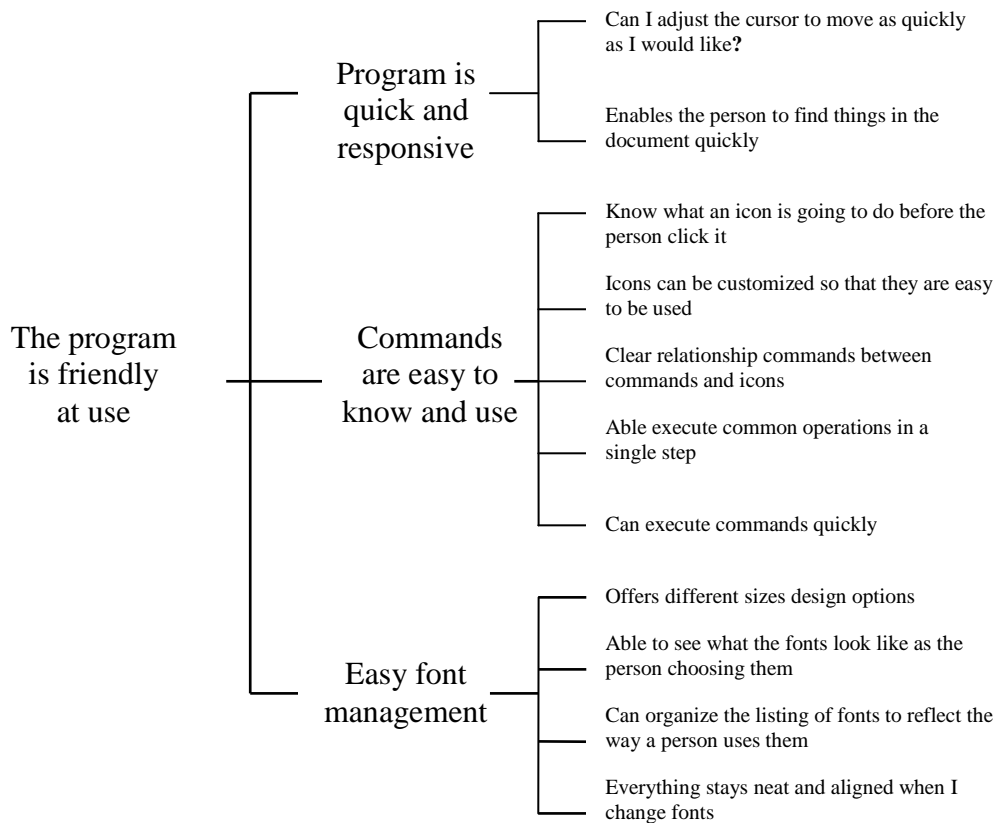 The program
is friendly
at use
Program is
quick and
responsive
Can I adjust the cursor to move as quickly
as I would like?
Enables the person to find things in the
document quickly
Commands
are easy to
know and use
Know what an icon is going to do before the
person click it
Icons can be customized so that they are easy
to be used
Clear relationship commands between
commands and icons
Able execute common operations in a
single step
Can execute commands quickly
Easy font
management
Offers different sizes design options
Able to see what the fonts look like as the
person choosing them
Can organize the listing of fonts to reflect the
way a person uses them
Everything stays neat and aligned when I
change fonts